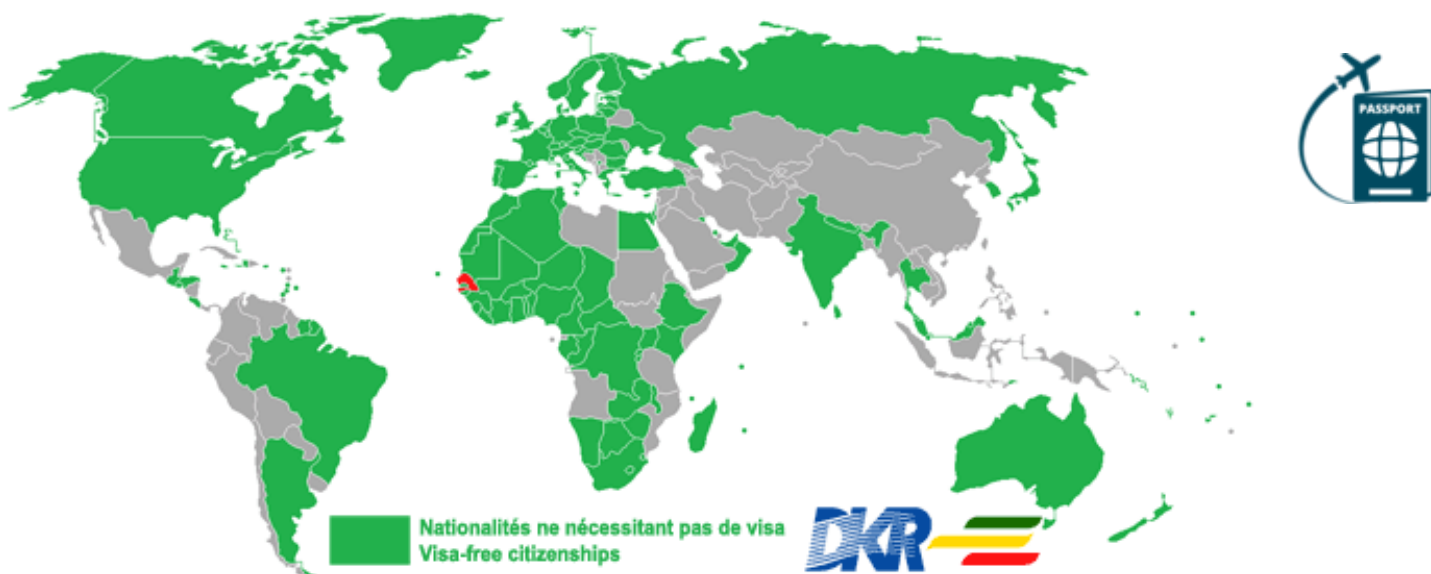 PASSPORT
Nationalités ne nécessitant pas de visa
Visa-free citizenships
DKR